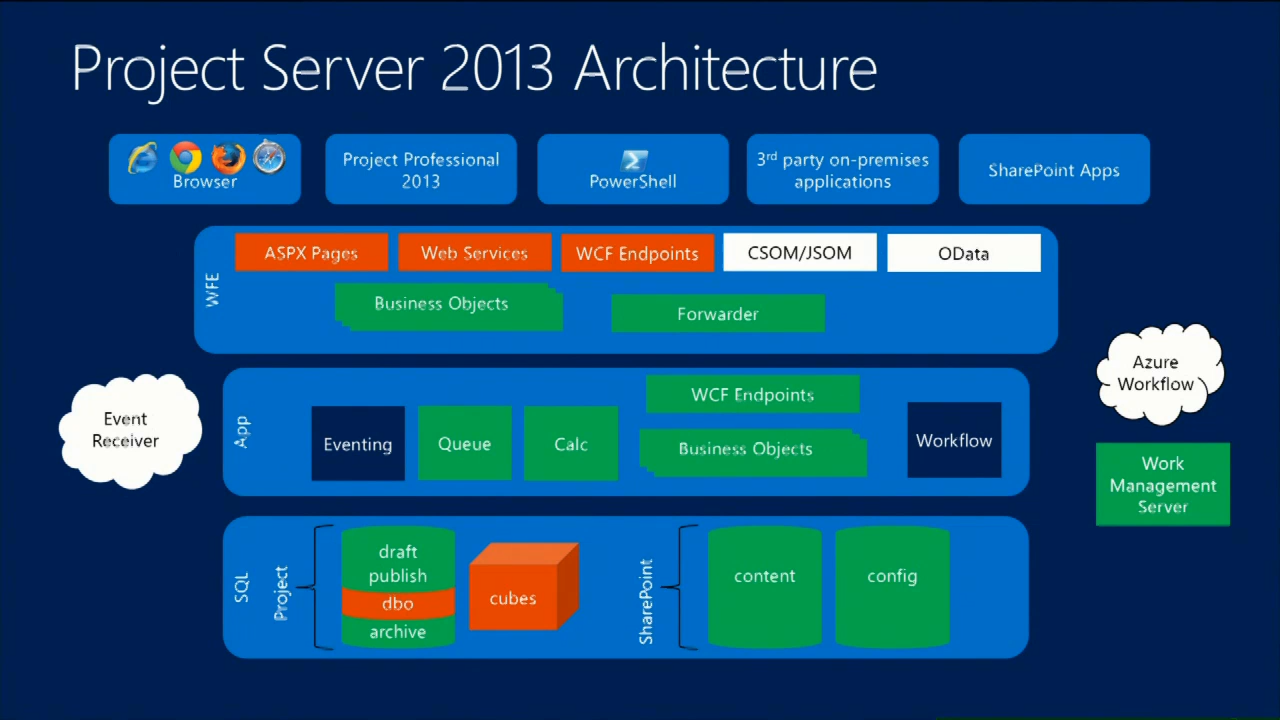 Project Server 2013 Architecture
Browser
Project Professional
2013
PowerShell
3rd party on-premises
applications
SharePoint Apps
WFE
ASPX Pages
Web Services
WCF Endpoints
CSOM/JSOM
OData
Business Objects
Forwarder
Azure
Workflow
Event
Receiver
App
Eventing
Queue
Calc
WCF Endpoints
Business Objects
Workflow
Work
Management
Server
SQL
Project
draft
publish
dbo
archive
cubes
SharePoint
content
config